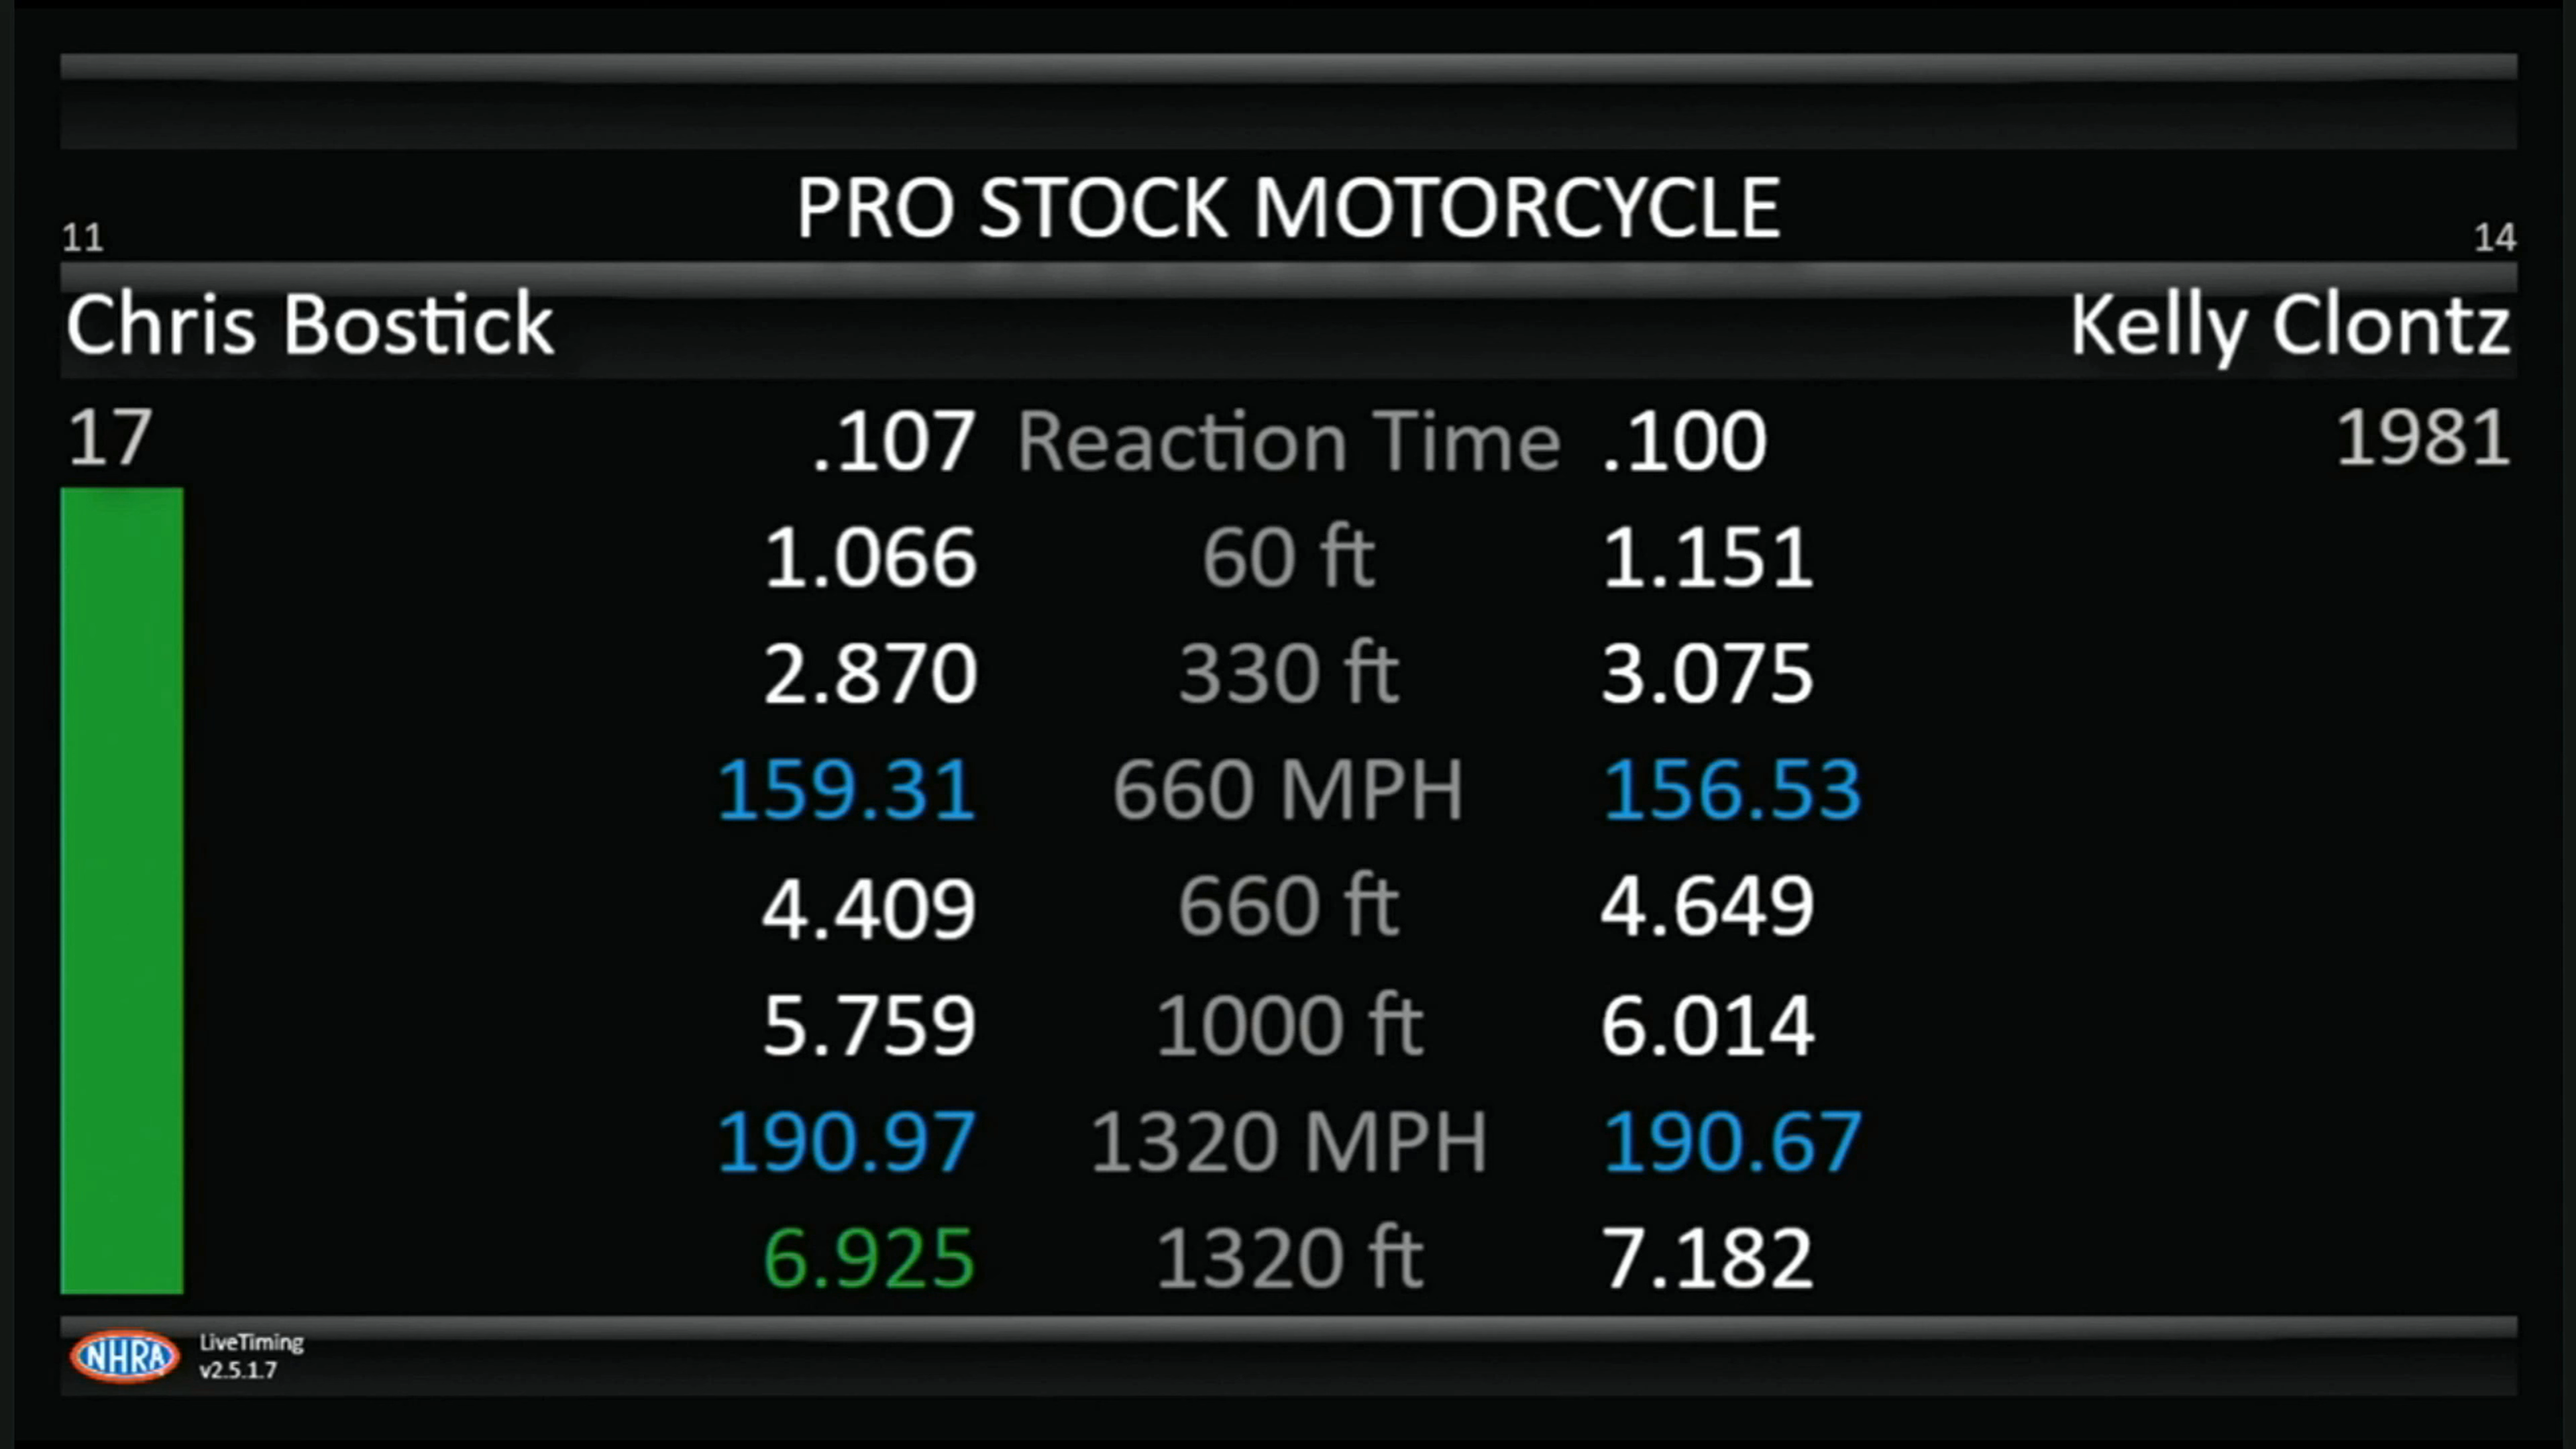 PRO STOCK MOTORCYCLE
11 14
Chris Bostick Kelly Clontz
17 .107 Reaction Time .100 1981
1.066 60 ft 1.151
2.870 330 ft 3.075
159.31 660 MPH 156.53
4.409 660 ft 4.649
5.759 1000 ft 6.014
190.97 1320 MPH 190.67
6.925 1320 ft 7.182
NHRA LiveTiming
v2.5.1.7